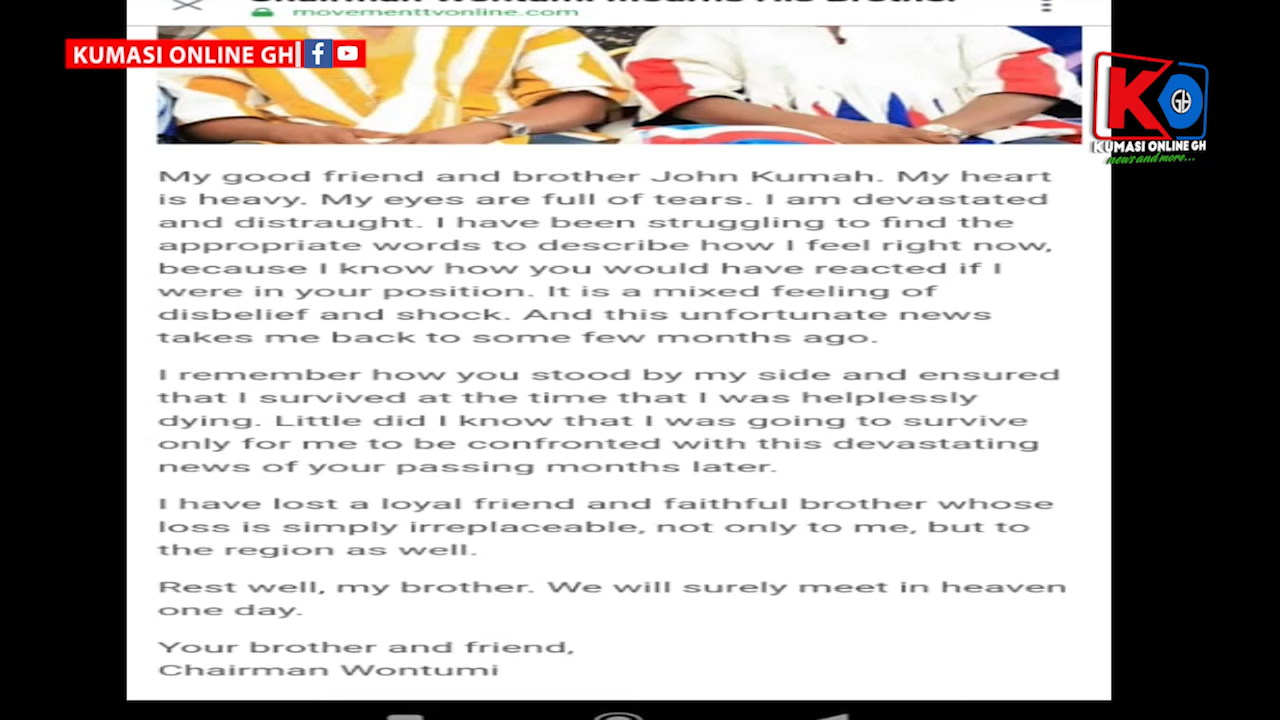 Chairman Wontumi Mourns His Brother
movementtvonline.com
KUMASI ONLINE GH
KO
GH
KUMASI ONLINE GH
news and more...
My good friend and brother John Kumah. My heart
is heavy. My eyes are full of tears. I am devastated
and distraught. I have been struggling to find the
appropriate words to describe how I feel right now,
because I know how you would have reacted if I
were in your position. It is a mixed feeling of
disbelief and shock. And this unfortunate news
takes me back to some few months ago.
I remember how you stood by my side and ensured
that I survived at the time that I was helplessly
dying. Little did I know that I was going to survive
only for me to be confronted with this devastating
news of your passing months later.
I have lost a loyal friend and faithful brother whose
loss is simply irreplaceable, not only to me, but to
the region as well.
Rest well, my brother. We will surely meet in heaven
one day.
Your brother and friend,
Chairman Wontumi